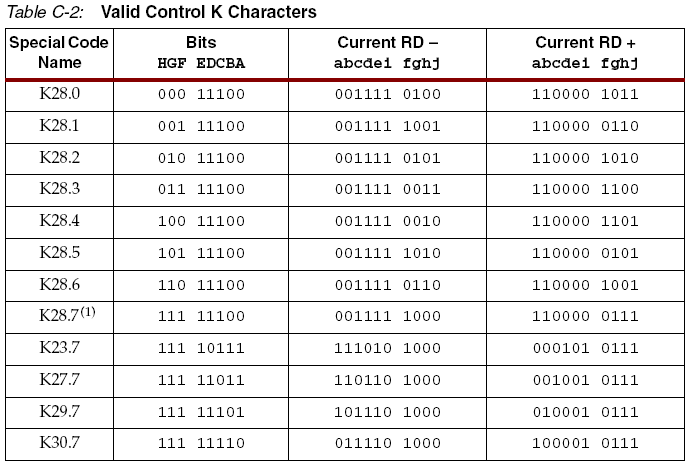 Table C-2: Valid Control K Characters
Special Code Name Bits HGF EDCBA Current RD – abcdei fghj Current RD + abcdei fghj
K28.0 000 11100 001111 0100 110000 1011
K28.1 001 11100 001111 1001 110000 0110
K28.2 010 11100 001111 0101 110000 1010
K28.3 011 11100 001111 0011 110000 1100
K28.4 100 11100 001111 0010 110000 1101
K28.5 101 11100 001111 1010 110000 0101
K28.6 110 11100 001111 0110 110000 1001
K28.7(1) 111 11100 001111 1000 110000 0111
K23.7 111 10111 111010 1000 000101 0111
K27.7 111 11011 110110 1000 001001 0111
K29.7 111 11101 101110 1000 010001 0111
K30.7 111 11110 011110 1000 100001 0111